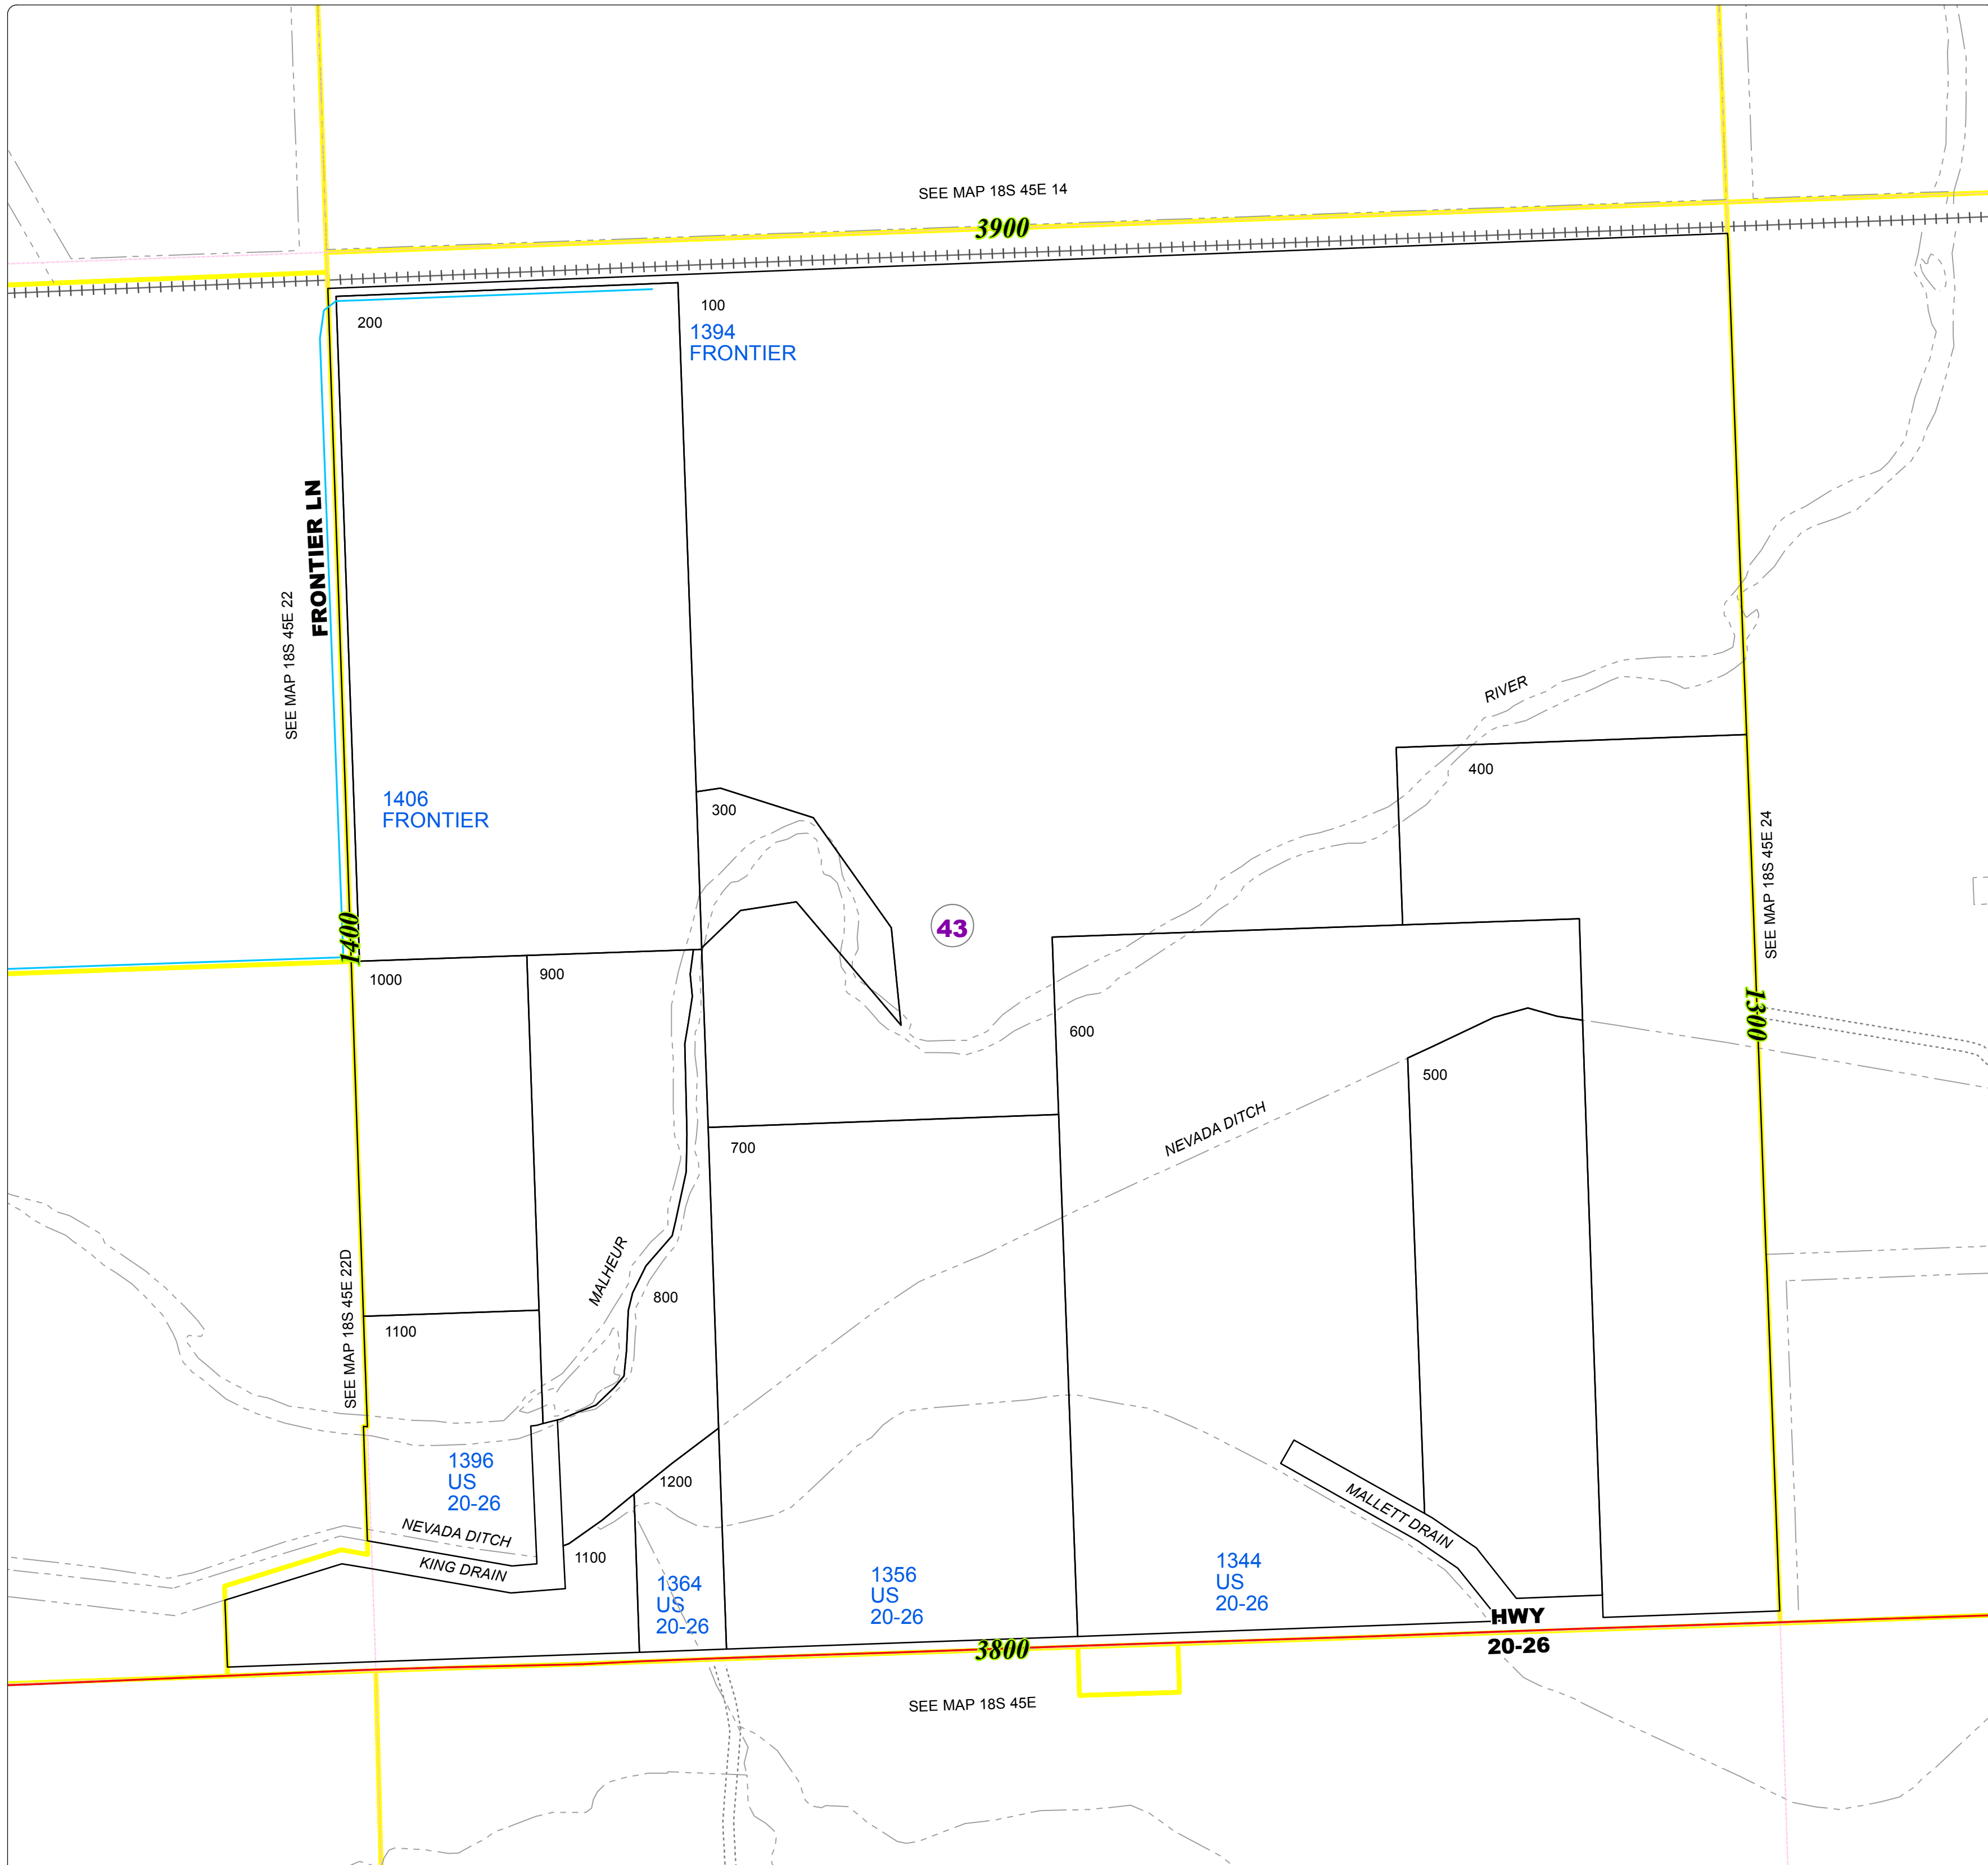 SEE MAP 18S 45E 14
3900
100
200
1394
FRONTIER
FRONTIER LN
SEE MAP 18S 45E 22
RIVER
400
1406
FRONTIER
300
SEE MAP 18S 45E 24
43
1400
1000
900
1300
600
500
NEVADA DITCH
700
MALHEUR
800
SEE MAP 18S 45E 22D
1100
1396
US
20-26
1200
NEVADA DITCH
KING DRAIN
1100
MALLETT DRAIN
1364
US
20-26
1356
US
20-26
1344
US
20-26
HWY
20-26
3800
SEE MAP 18S 45E